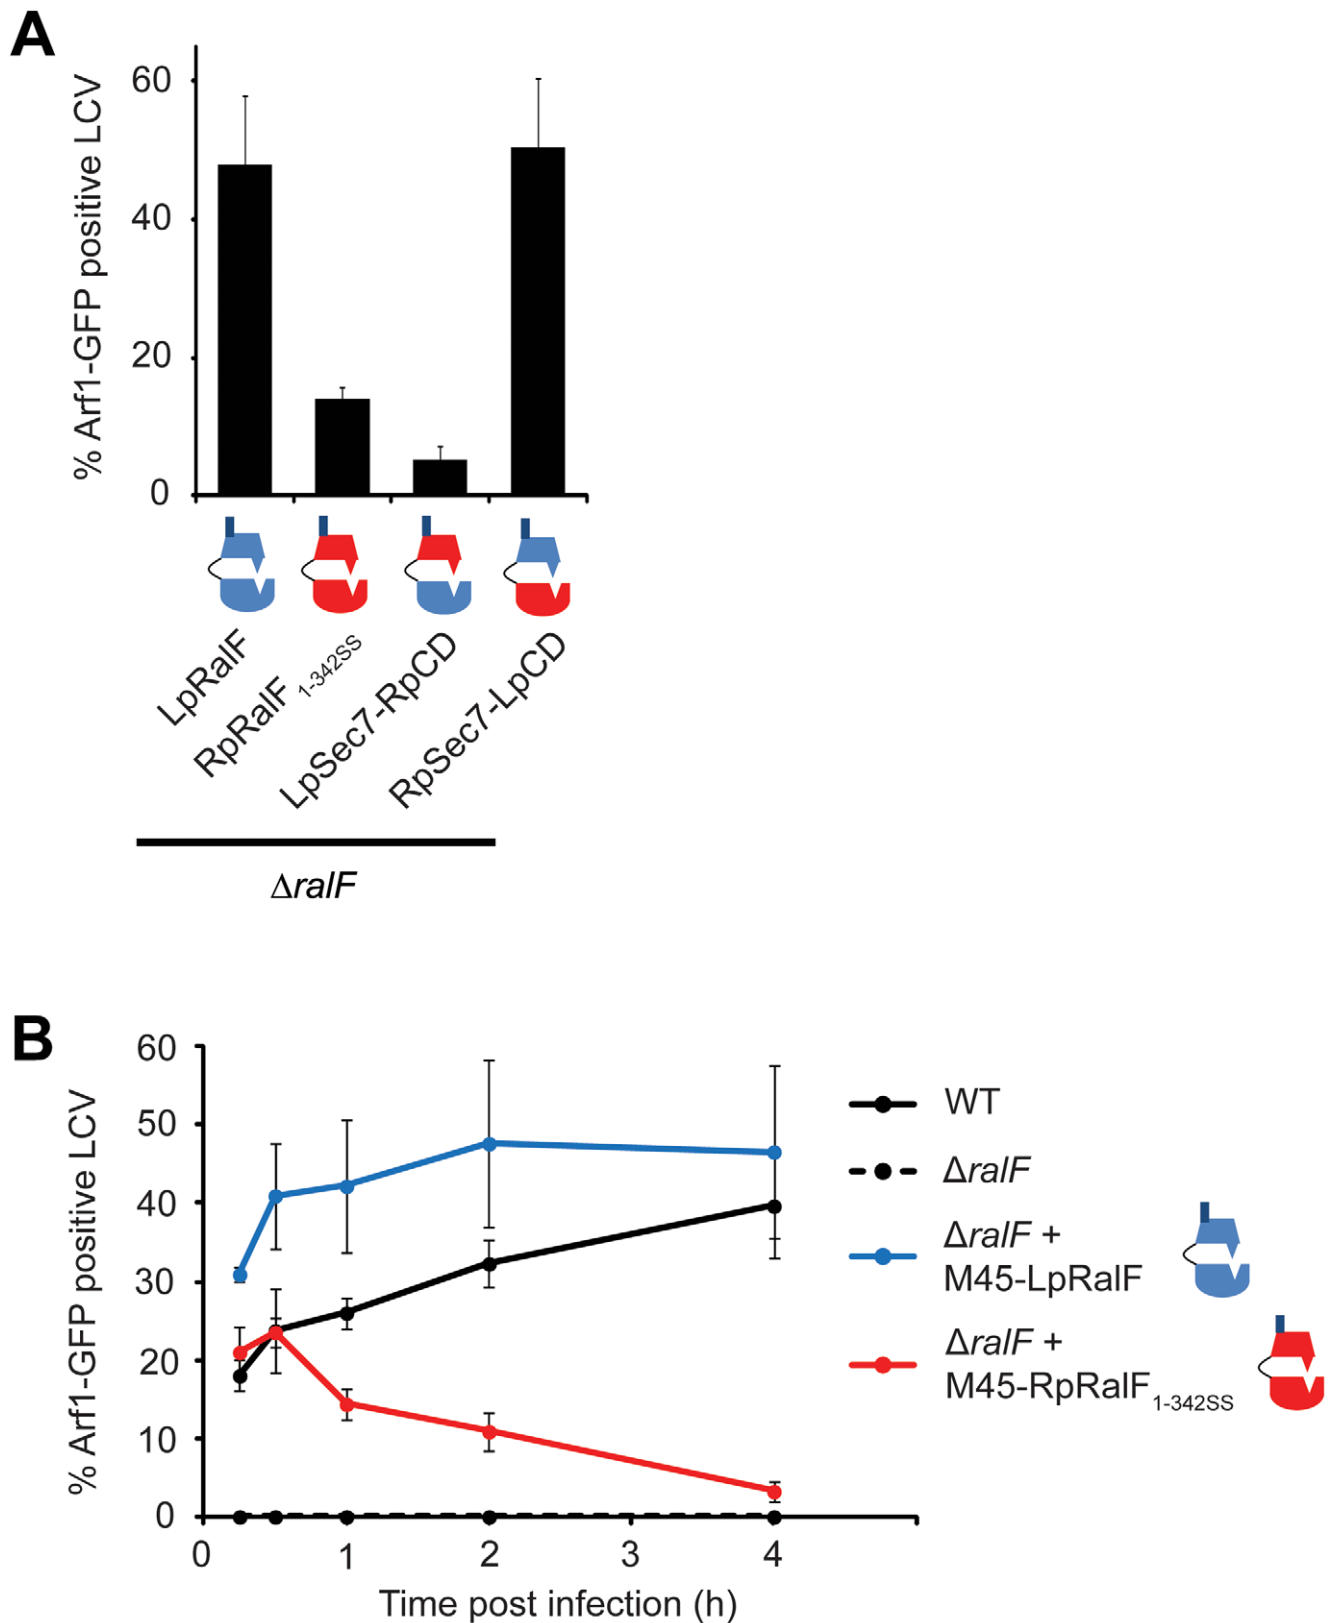 A
% Arf1-GFP positive LCV
60
40
20
0
LpRalF
RpRalF 1-342SS
LpSec7-RpCD
RpSec7-LpCD
ΔralF
B
% Arf1-GFP positive LCV
60
50
40
30
20
10
0
0 1 2 3 4
Time post infection (h)
WT
ΔralF
ΔralF +
M45-LpRalF
ΔralF +
M45-RpRalF1-342SS